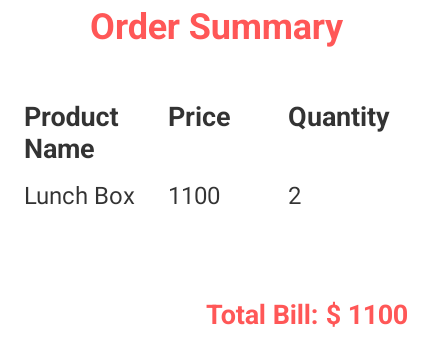 Order Summary
Product Price Quantity
Name
Lunch Box 1100 2
Total Bill: $ 1100